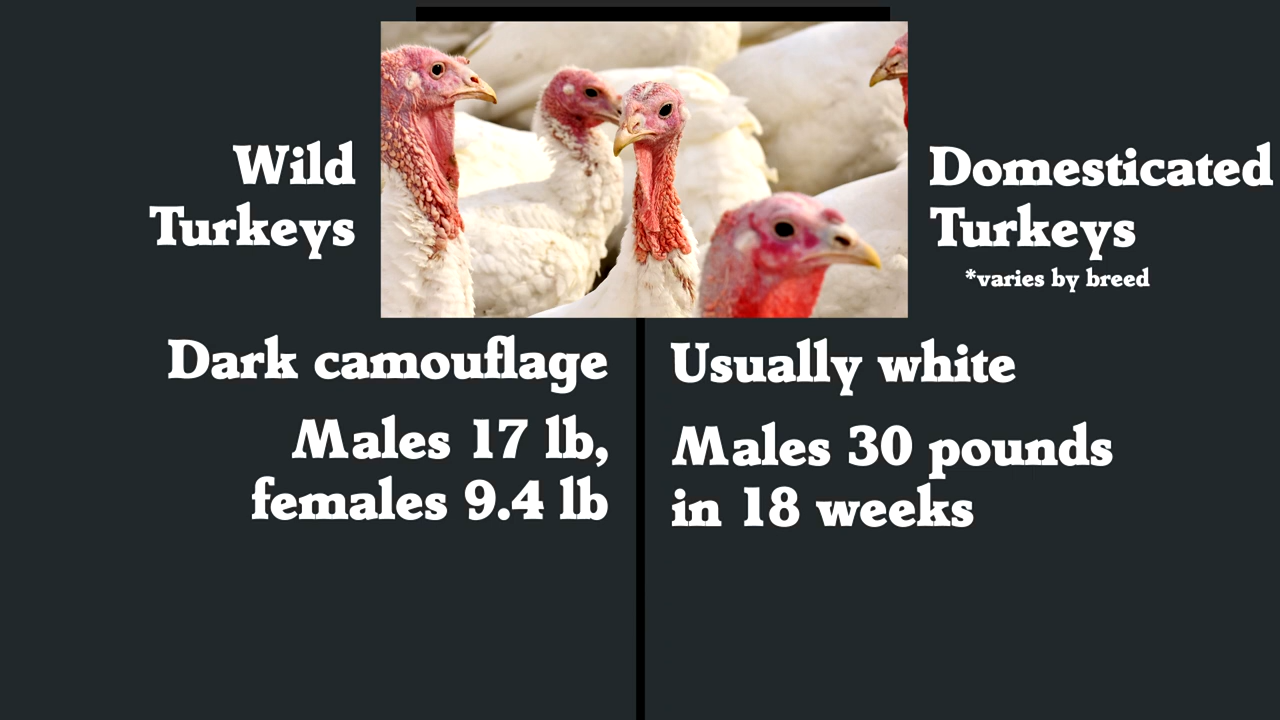 Wild
Turkeys
Domesticated
Turkeys
*varies by breed
Dark camouflage
Males 17 lb,
females 9.4 lb
Usually white
Males 30 pounds
in 18 weeks